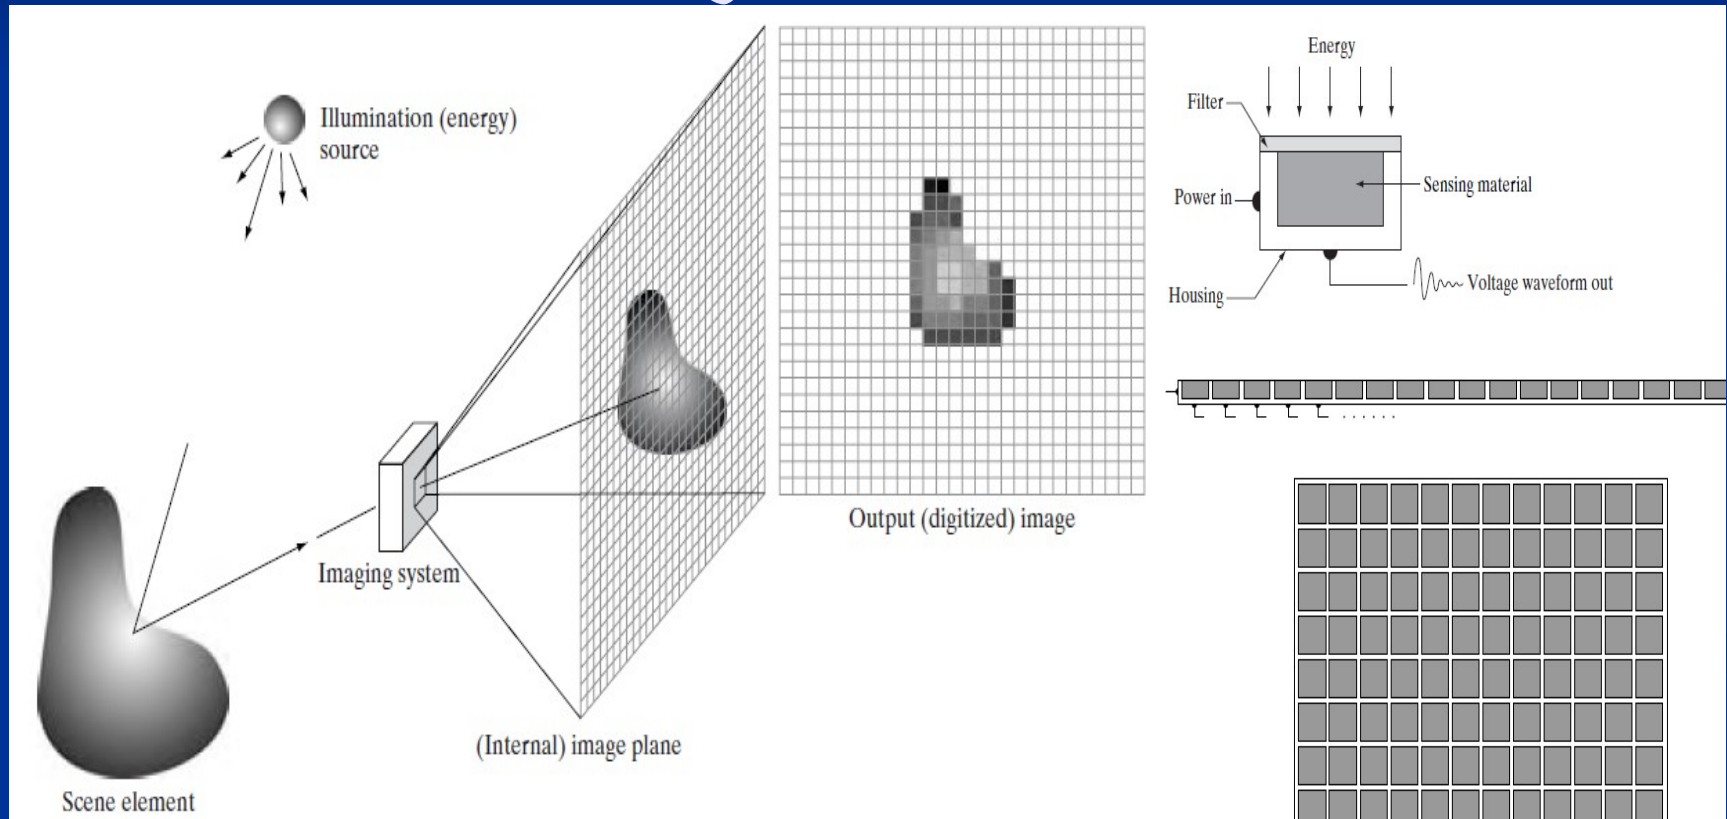 Illumination (energy)
source
Scene element
Imaging system
(Internal) image plane
Output (digitized) image
Energy
Filter
Power in
Sensing material
Housing
Voltage waveform out